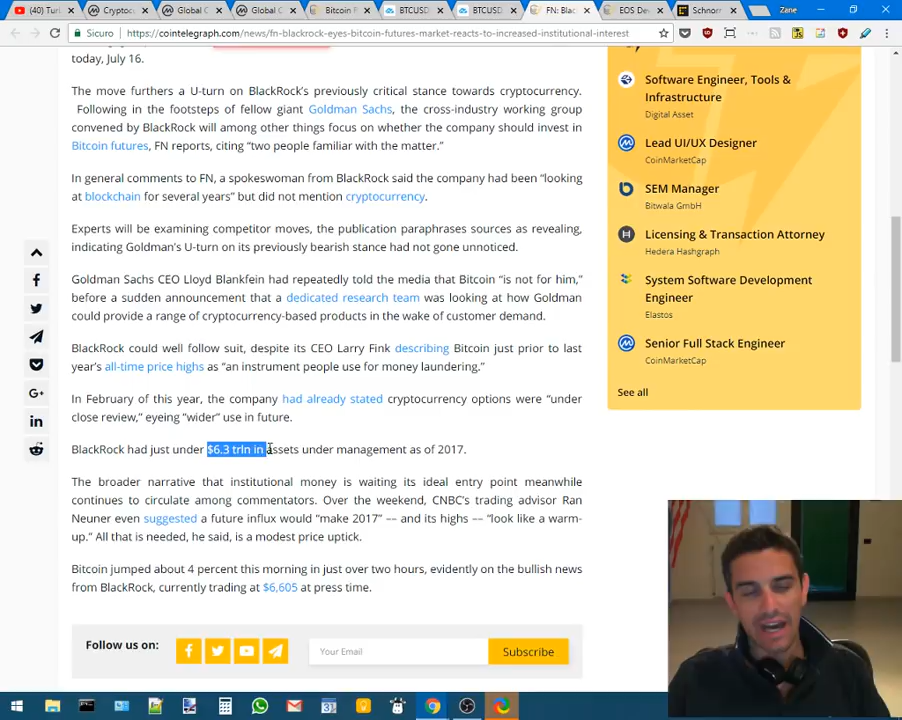 (40) Tu
Cryptoc
Global C
Global C
Bitcoin P
BTCUSD
BTCUSD
FN: Blac
EOS De
Schnorr
Zane
Sicuro
https://cointelegraph.com/news/fn-blackrock-eyes-bitcoin-futures-market-reacts-to-increased-institutional-interest
today, July 16.
The move furthers a U-turn on BlackRock's previously critical stance towards cryptocurrency.
Following in the footsteps of fellow giant Goldman Sachs, the cross-industry working group
convened by BlackRock will among other things focus on whether the company should invest in
Bitcoin futures, FN reports, citing "two people familiar with the matter."
In general comments to FN, a spokeswoman from BlackRock said the company had been "looking
at blockchain for several years" but did not mention cryptocurrency.
Experts will be examining competitor moves, the publication paraphrases sources as revealing,
indicating Goldman's U-turn on its previously bearish stance had not gone unnoticed.
Goldman Sachs CEO Lloyd Blankfein had repeatedly told the media that Bitcoin "is not for him,"
before a sudden announcement that a dedicated research team was looking at how Goldman
could provide a range of cryptocurrency-based products in the wake of customer demand.
BlackRock could well follow suit, despite its CEO Larry Fink describing Bitcoin just prior to last
year's all-time price highs as "an instrument people use for money laundering."
In February of this year, the company had already stated cryptocurrency options were "under
close review," eyeing "wider" use in future.
BlackRock had just under $6.3 trln in assets under management as of 2017.
The broader narrative that institutional money is waiting its ideal entry point meanwhile
continues to circulate among commentators. Over the weekend, CNBC's trading advisor Ran
Neuner even suggested a future influx would "make 2017" –– and its highs –– "look like a warm-
up." All that is needed, he said, is a modest price uptick.
Bitcoin jumped about 4 percent this morning in just over two hours, evidently on the bullish news
from BlackRock, currently trading at $6,605 at press time.
Follow us on:
Your Email
Subscribe
Software Engineer, Tools &
Infrastructure
Digital Asset
Lead UI/UX Designer
CoinMarketCap
SEM Manager
Bitwala GmbH
Licensing & Transaction Attorney
Hedera Hashgraph
System Software Development
Engineer
Elastos
Senior Full Stack Engineer
CoinMarketCap
See all